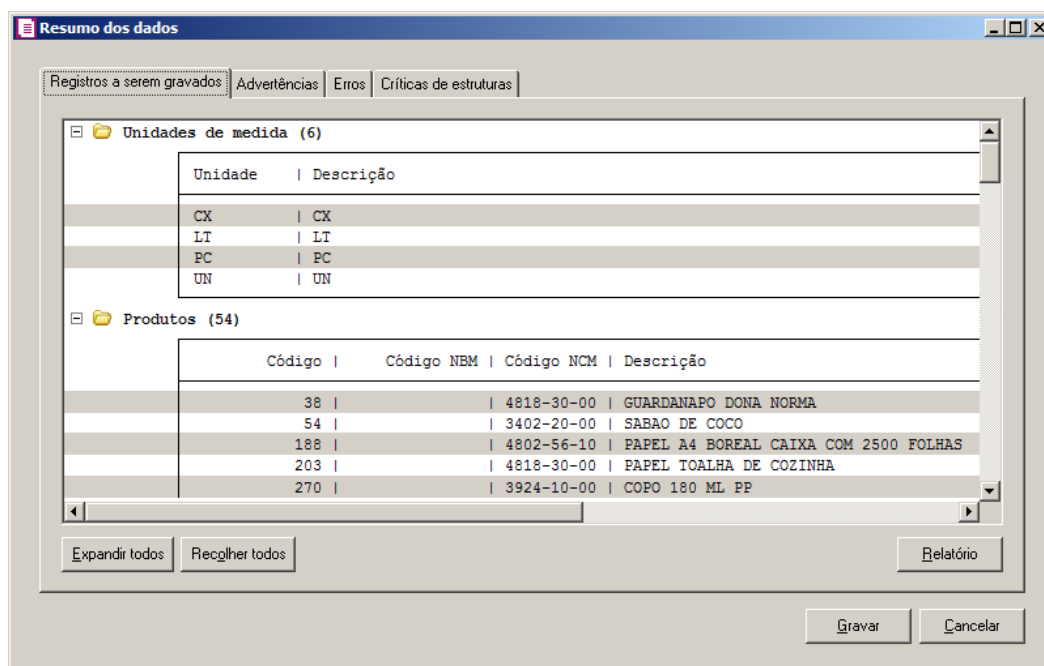 Resumo dos dados
Registros a serem gravados Advertências Erros Críticas de estruturas
Unidades de medida (6)
Unidade | Descrição
CX | CX
LT | LT
PC | PC
UN | UN
Produtos (54)
Código | Código NBM | Código NCM | Descrição
38 | | 4818-30-00 | GUARDANAPO DONA NORMA
54 | | 3402-20-00 | SABAO DE COCO
188 | | 4802-56-10 | PAPEL A4 BOREAL CAIXA COM 2500 FOLHAS
203 | | 4818-30-00 | PAPEL TOALHA DE COZINHA
270 | | 3924-10-00 | COPO 180 ML PP
Expandir todos Recolher todos Relatório
Gravar Cancelar